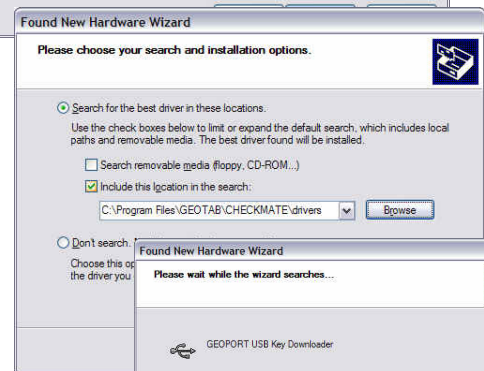 Found New Hardware Wizard
Please choose your search and installation options.
Search for the best driver in these locations.
Use the check boxes below to limit or expand the default search, which includes local
paths and removable media. The best driver found will be installed.
Search removable media (floppy, CD-ROM...)
Include this location in the search:
C:\Program Files\GEOTAB\CHECKMATE\drivers
Browse
Don't search.
Choose this op
the driver you
Found New Hardware Wizard
Please wait while the wizard searches...
GEOPORT USB Key Downloader